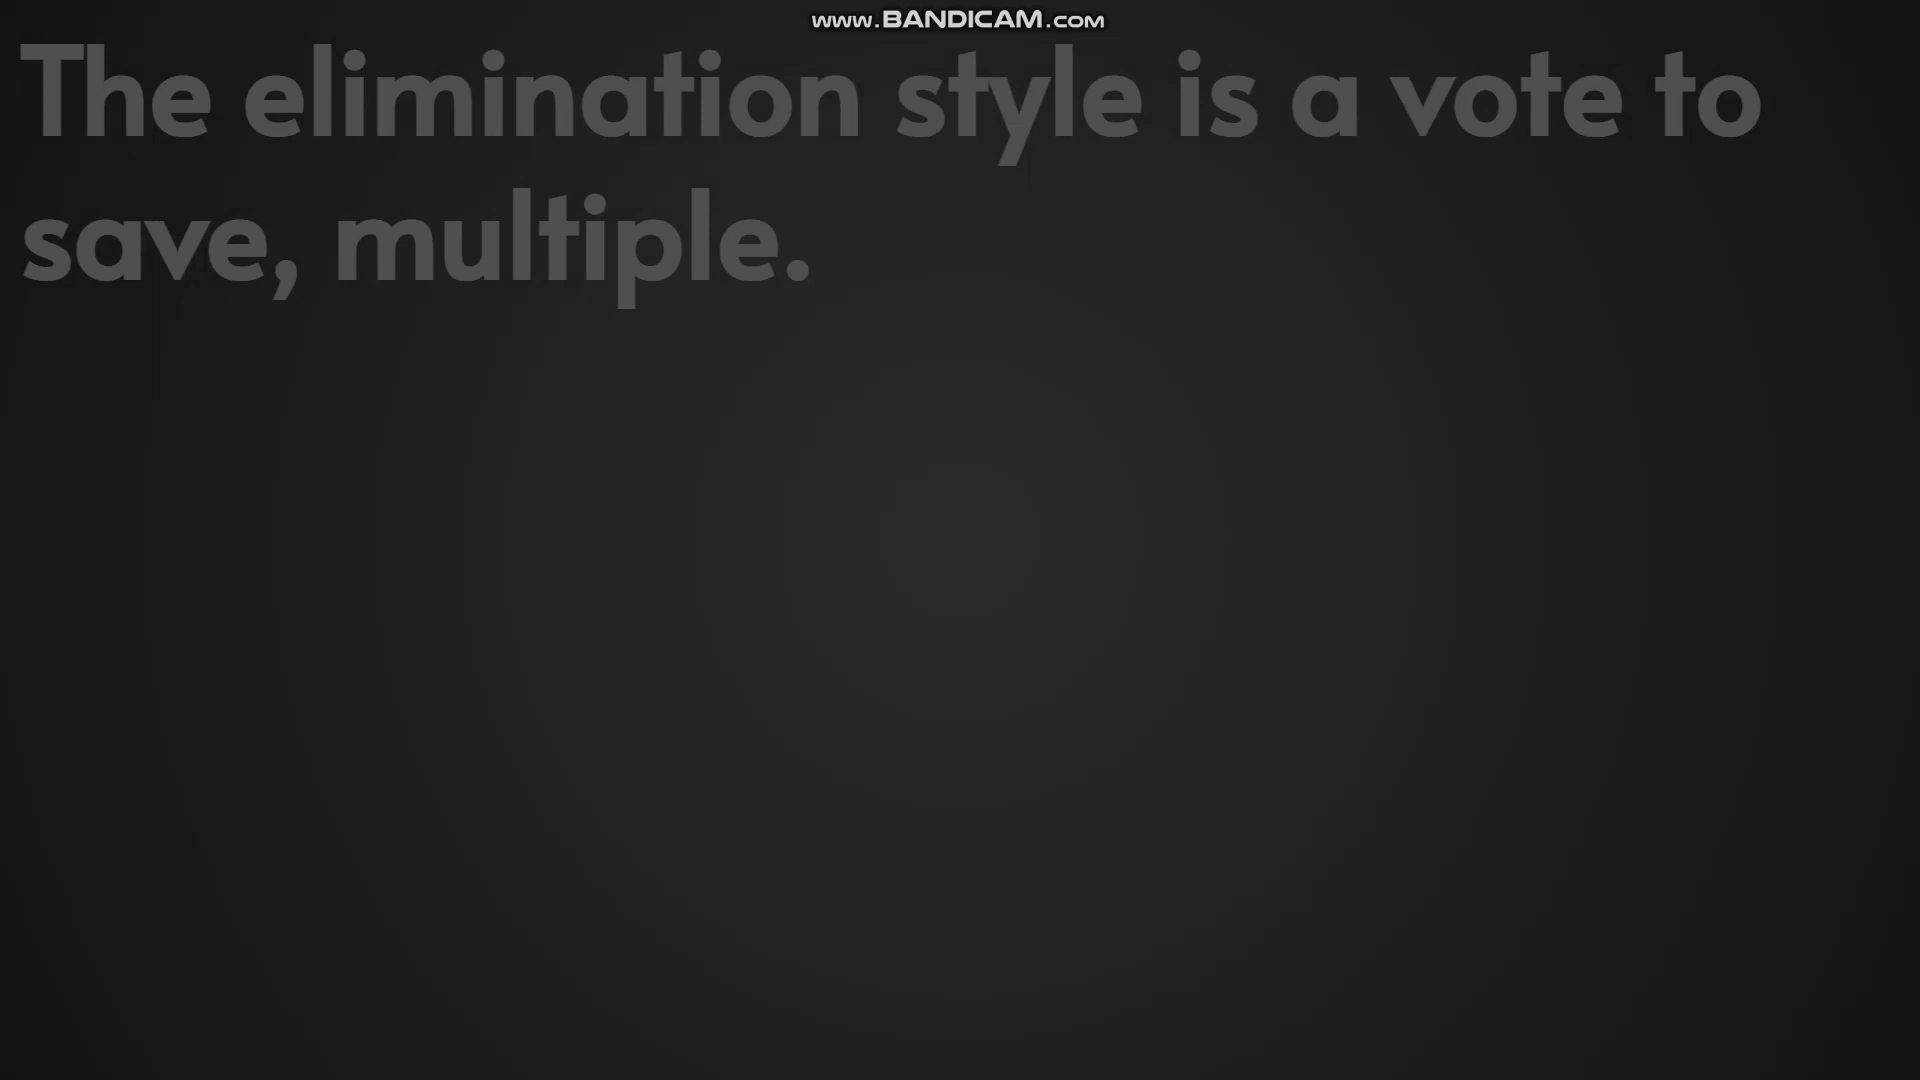 www.BANDICAM.com
The elimination style is a vote to
save, multiple.